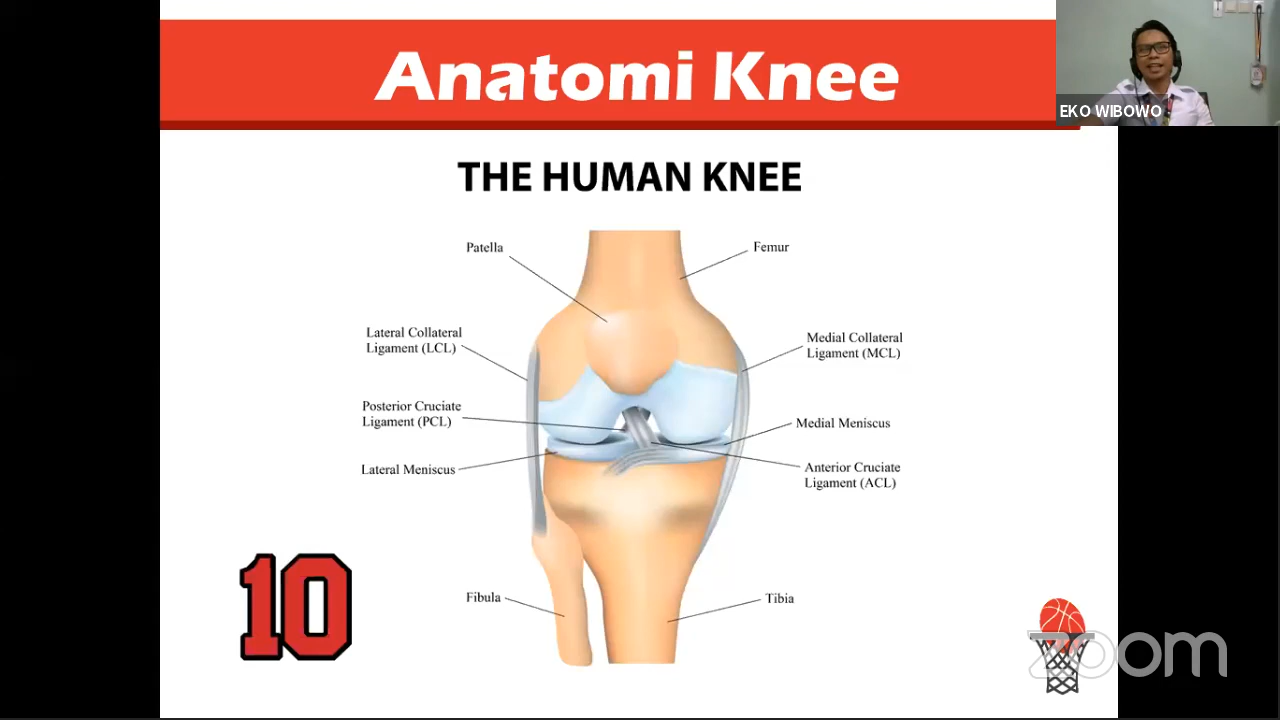 Anatomi Knee
EKO WIBOWO
THE HUMAN KNEE
Patella
Femur
Lateral Collateral
Ligament (LCL)
Medial Collateral
Ligament (MCL)
Posterior Cruciate
Ligament (PCL)
Medial Meniscus
Lateral Meniscus
Anterior Cruciate
Ligament (ACL)
Fibula
Tibia
10
zoom